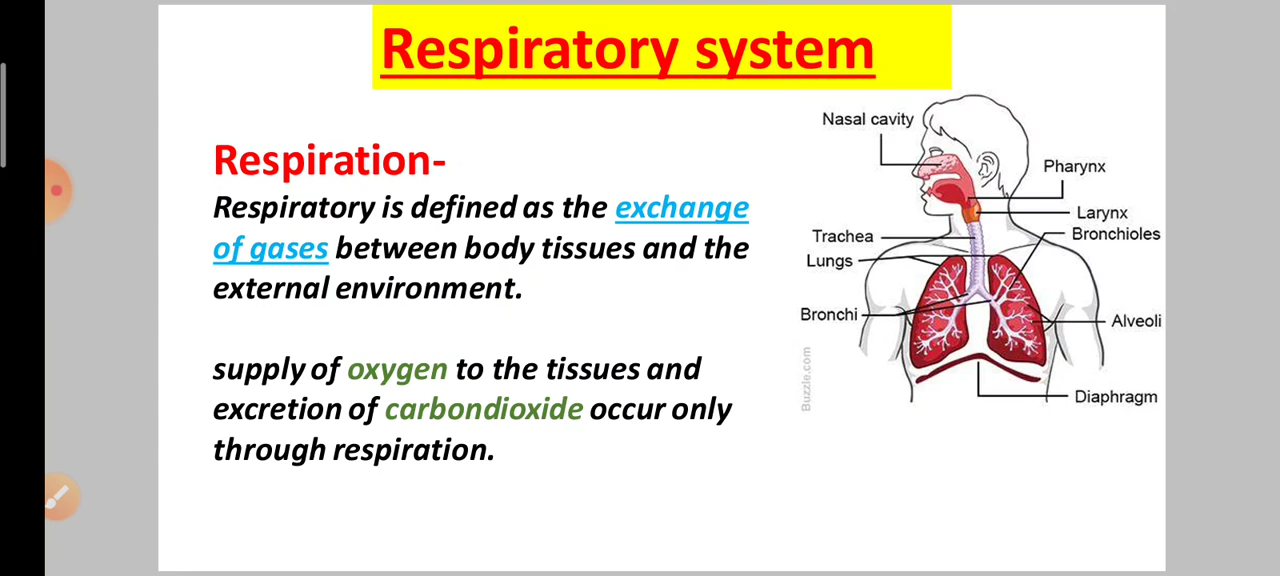 Respiratory system
Respiration-
Respiratory is defined as the exchange
of gases between body tissues and the
external environment.
supply of oxygen to the tissues and
excretion of carbondioxide occur only
through respiration.
Nasal cavity
Pharynx
Larynx
Trachea
Bronchioles
Lungs
Bronchi
Alveoli
Diaphragm
Buzzle.com